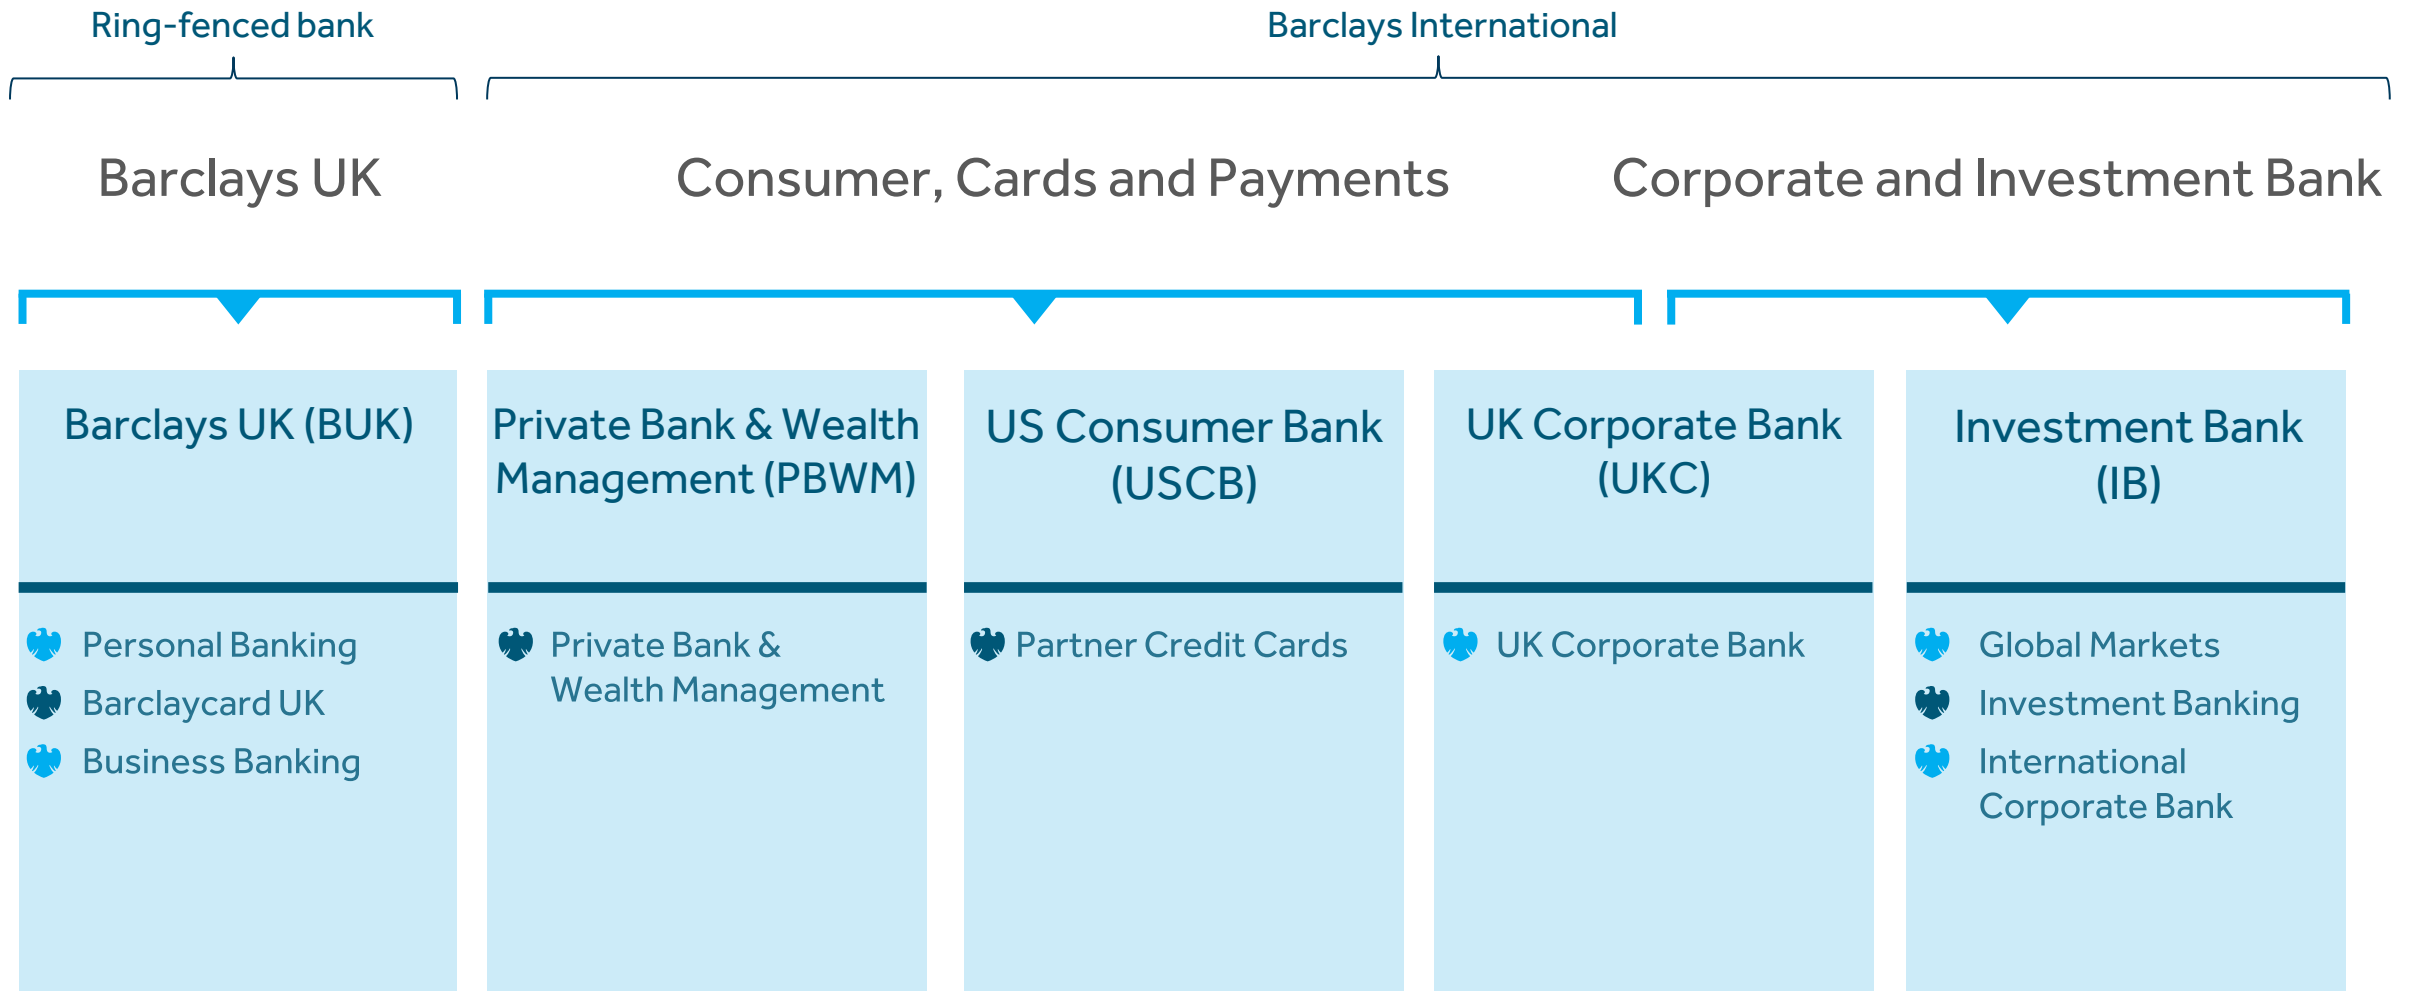 Ring-fenced bank
Barclays International
Barclays UK
Consumer, Cards and Payments
Corporate and Investment Bank
Barclays UK (BUK)
Personal Banking
Barclaycard UK
Business Banking
Private Bank & Wealth
Management (PBWM)
Private Bank &
Wealth Management
US Consumer Bank
(USCB)
Partner Credit Cards
UK Corporate Bank
(UKC)
UK Corporate Bank
Investment Bank
(IB)
Global Markets
Investment Banking
International
Corporate Bank